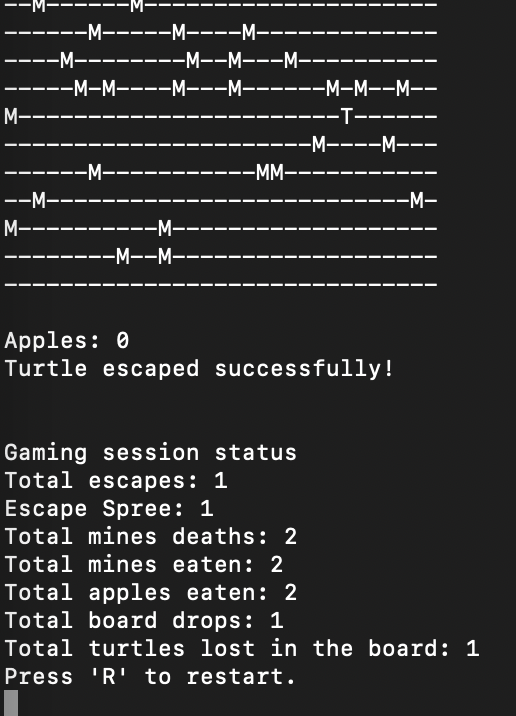 --M------M---------------------
------M-----M----M-------------
----M--------M--M---M----------
-----M-M----M---M------M-M--M--
M-----------------------T------
----------------------M----M---
------M-----------MM-----------
--M--------------------------M-
M----------M-------------------
--------M--M-------------------
-------------------------------
Apples: 0
Turtle escaped successfully!
Gaming session status
Total escapes: 1
Escape Spree: 1
Total mines deaths: 2
Total mines eaten: 2
Total apples eaten: 2
Total board drops: 1
Total turtles lost in the board: 1
Press 'R' to restart.